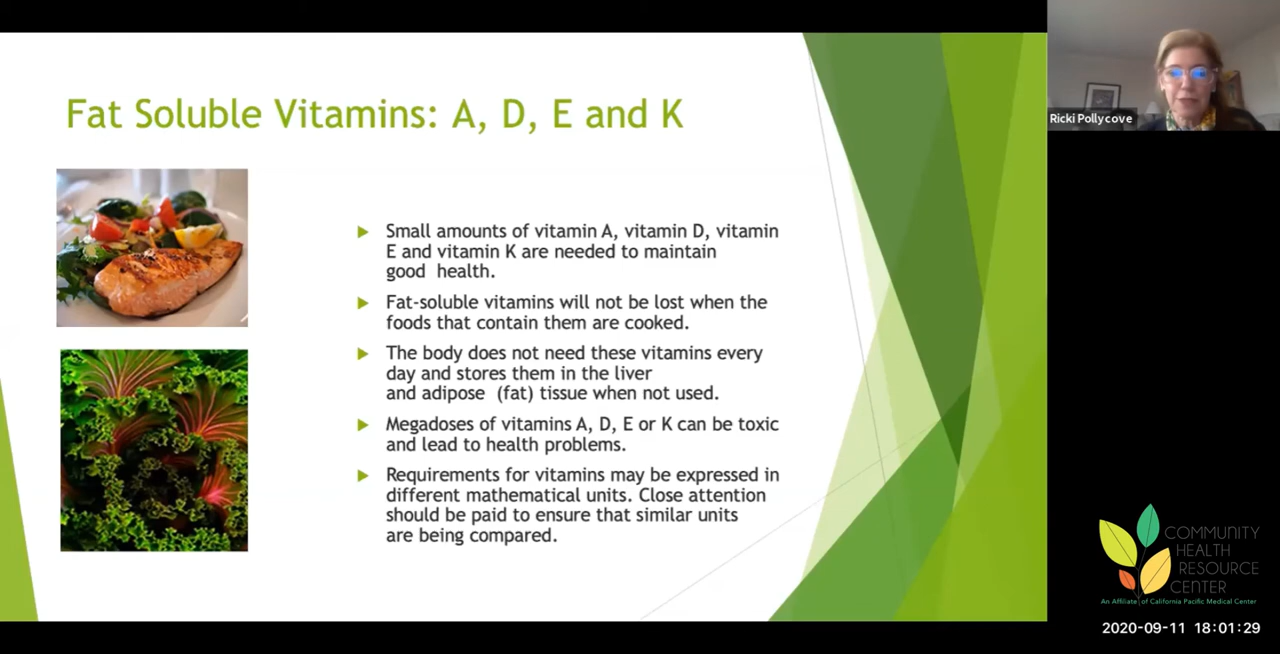 Fat Soluble Vitamins: A, D, E and K
Small amounts of vitamin A, vitamin D, vitamin
E and vitamin K are needed to maintain
good health.
Fat-soluble vitamins will not be lost when the
foods that contain them are cooked.
The body does not need these vitamins every
day and stores them in the liver
and adipose (fat) tissue when not used.
Megadoses of vitamins A, D, E or K can be toxic
and lead to health problems.
Requirements for vitamins may be expressed in
different mathematical units. Close attention
should be paid to ensure that similar units
are being compared.
Ricki Pollycove
COMMUNITY
HEALTH
RESOURCE
CENTER
An Affiliate of California Pacific Medical Center
2020-09-11 18:01:29